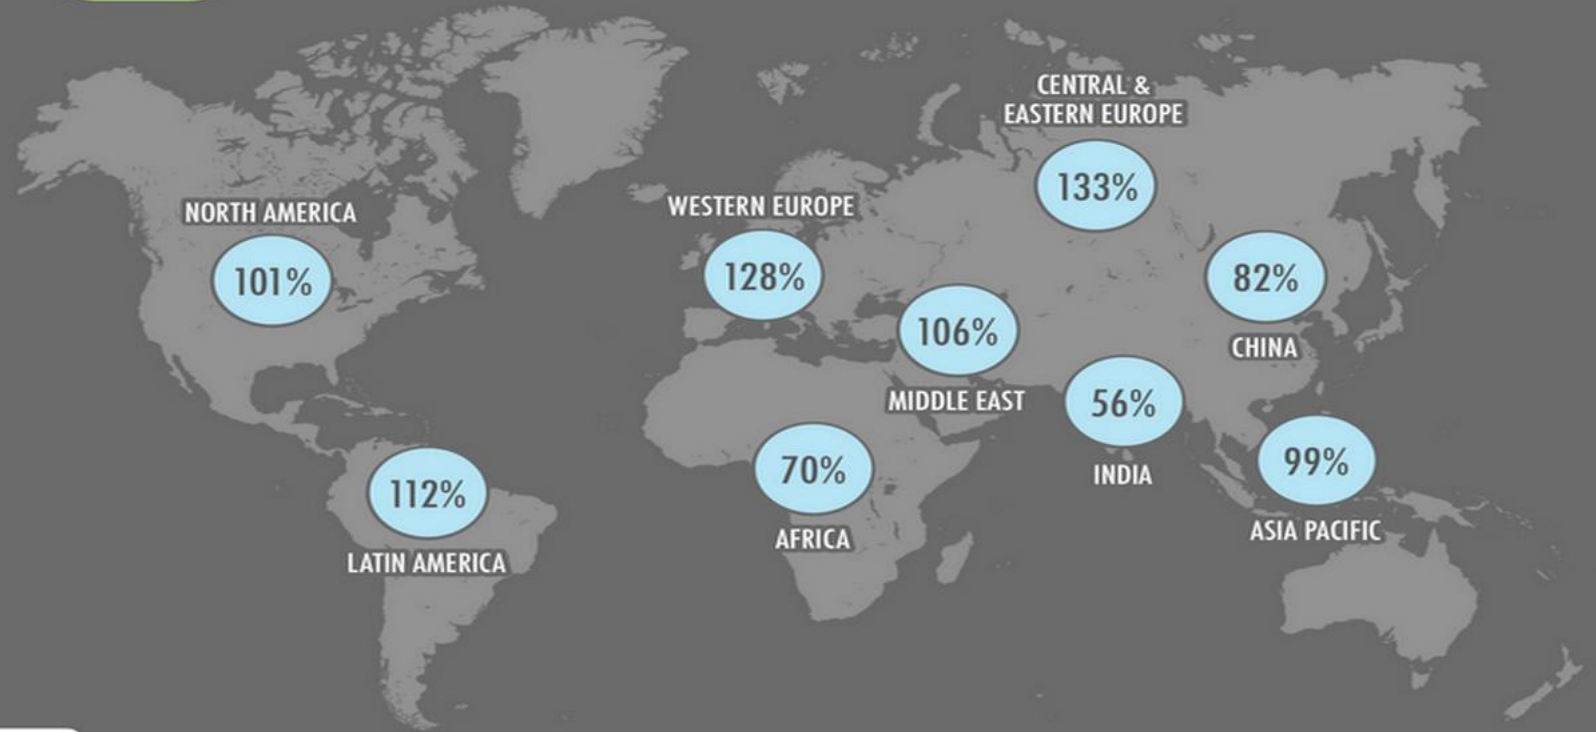 CENTRAL &
EASTERN EUROPE
133%
NORTH AMERICA
101%
WESTERN EUROPE
128%
82%
CHINA
106%
MIDDLE EAST
56%
INDIA
99%
ASIA PACIFIC
70%
AFRICA
112%
LATIN AMERICA